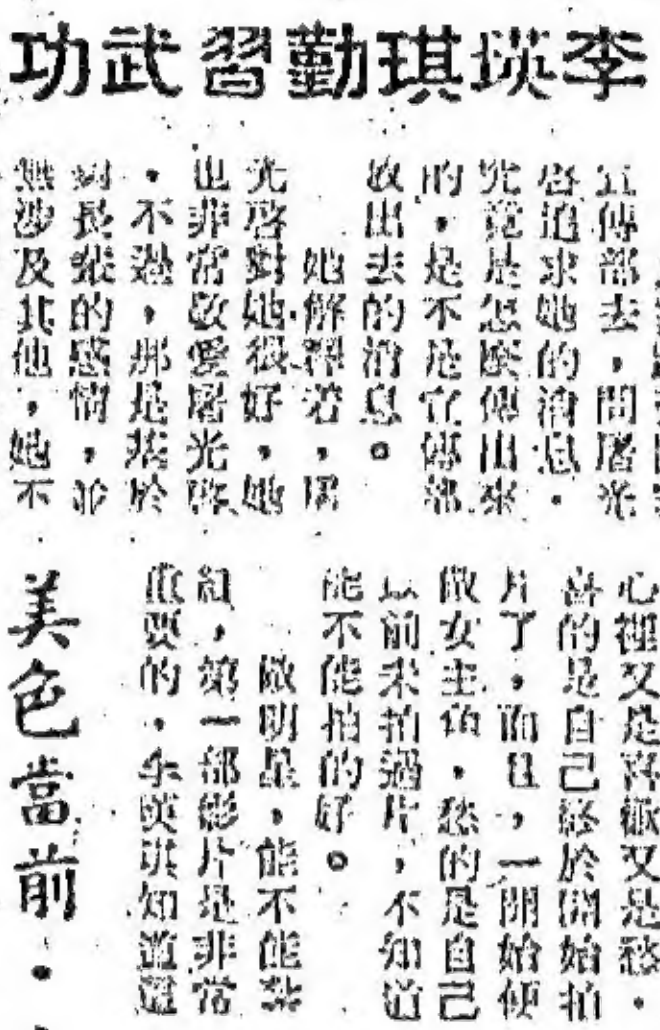 李烘琪勤習武功
宣傳部去，問屠光
啓追求她的消息．
究竟是怎麼傳出來
的，是不是宣傳部
放出去的消息。
她解釋着，屠
光啓對她很好，她
也非常敬愛屠光啓
．不過，那是基於
對長輩的感情，並
無涉及其他，她不
心裡又是喜歡又是愁．
喜的是自己終於開始拍
片了，而且，一開始便
做女主角，愁的是自己
以前未拍過片，不知道
能不能拍的好。
做明星，能不能
紅，第一部影片是非常
重要的，李琪知道這
美色當前．